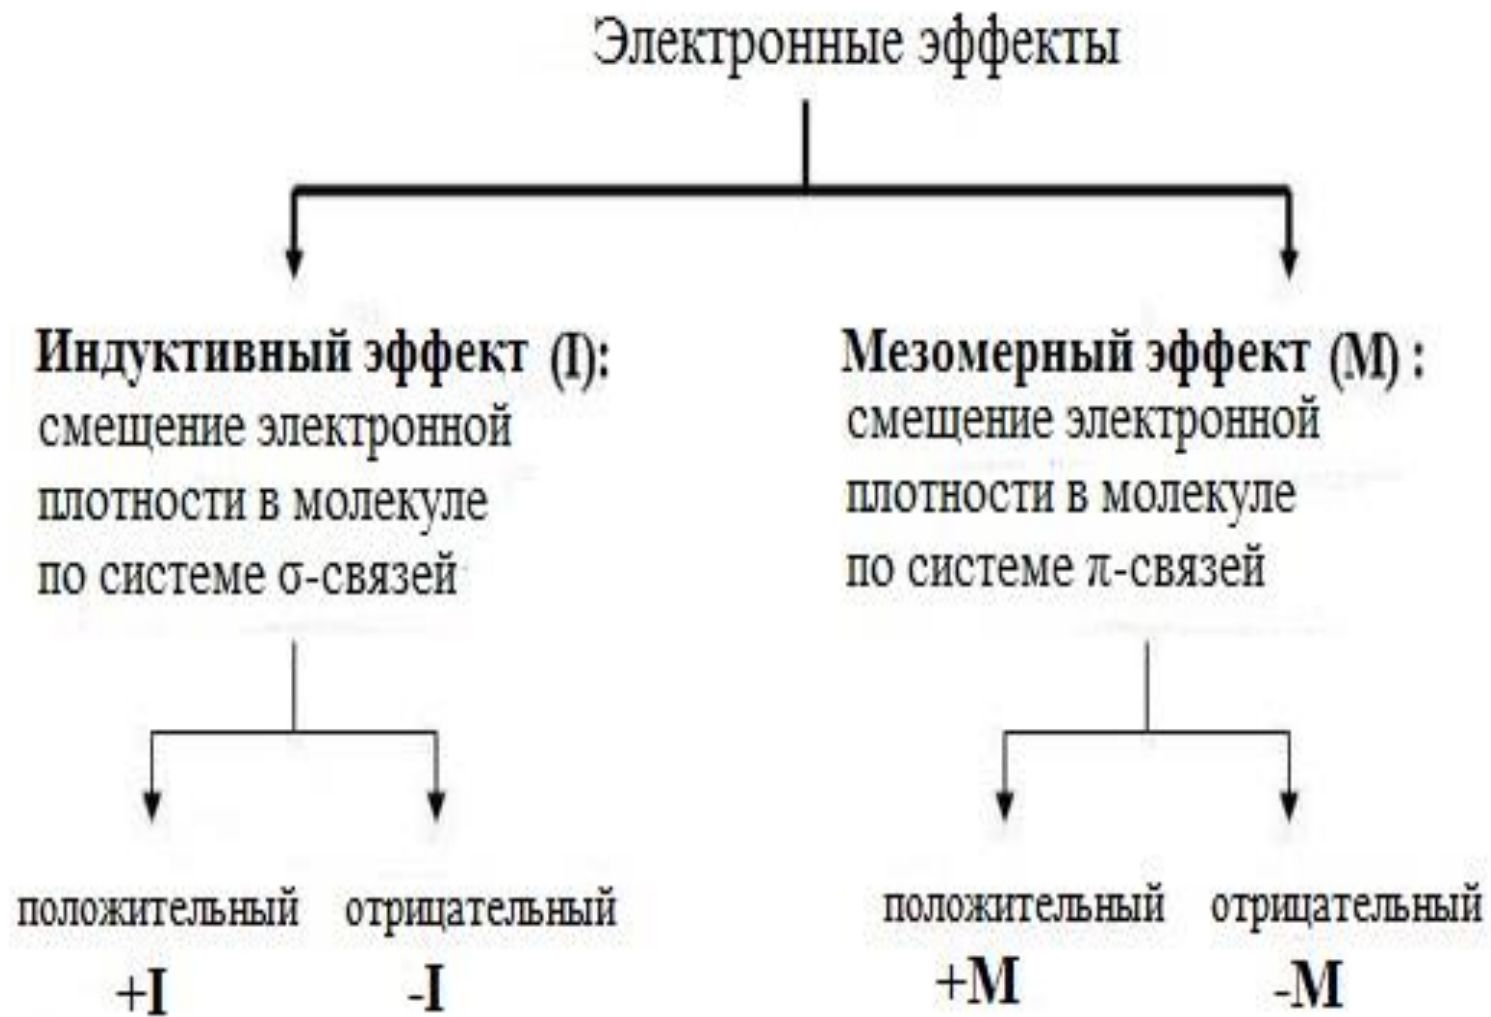 Электронные эффекты
Индуктивный эффект (I):
смещение электронной
плотности в молекуле
по системе σ-связей
Мезомерный эффект (M) :
смещение электронной
плотности в молекуле
по системе π-связей
положительный
+I
отрицательный
-I
положительный
+M
отрицательный
-M